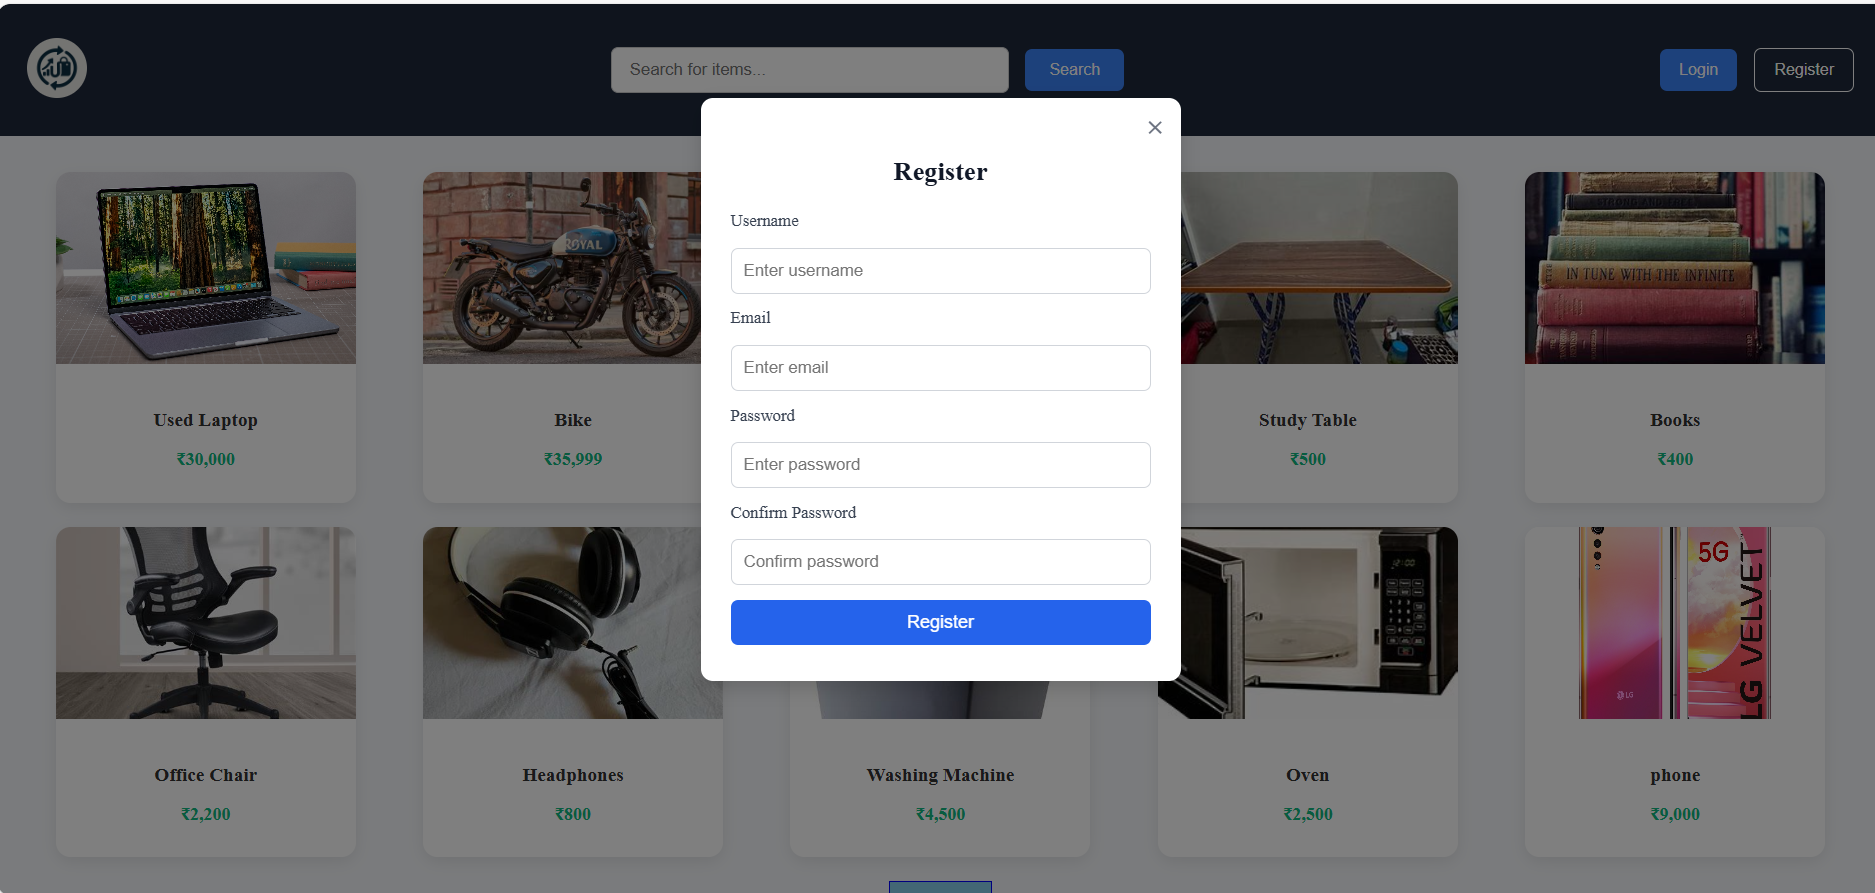 Search for items...
Search
Login
Register
×
Register
Username
Enter username
Email
Enter email
Password
Enter password
Confirm Password
Confirm password
Register
ROYAL
IN TUNE WITH THE INFINITE
Used Laptop
₹30,000
Bike
₹35,999
Study Table
₹500
Books
₹400
5G
LG VELVET
LG
Office Chair
₹2,200
Headphones
₹800
Washing Machine
₹4,500
Oven
₹2,500
phone
₹9,000